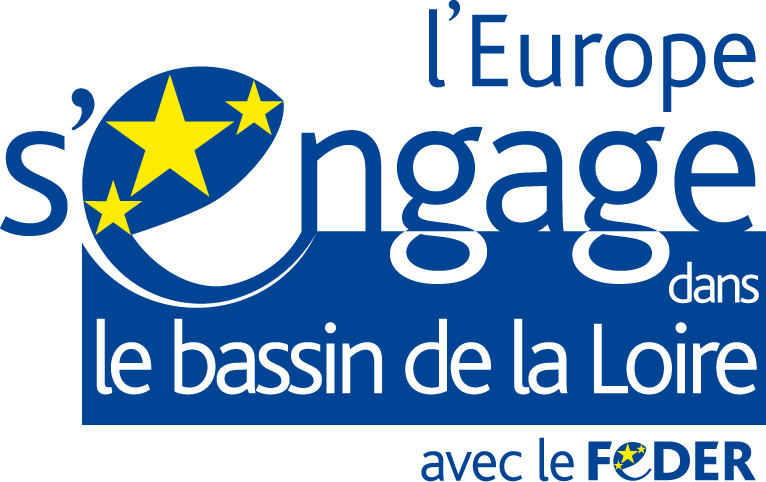 l'Europe
s'engage
dans
le bassin de la Loire
avec le FeDER